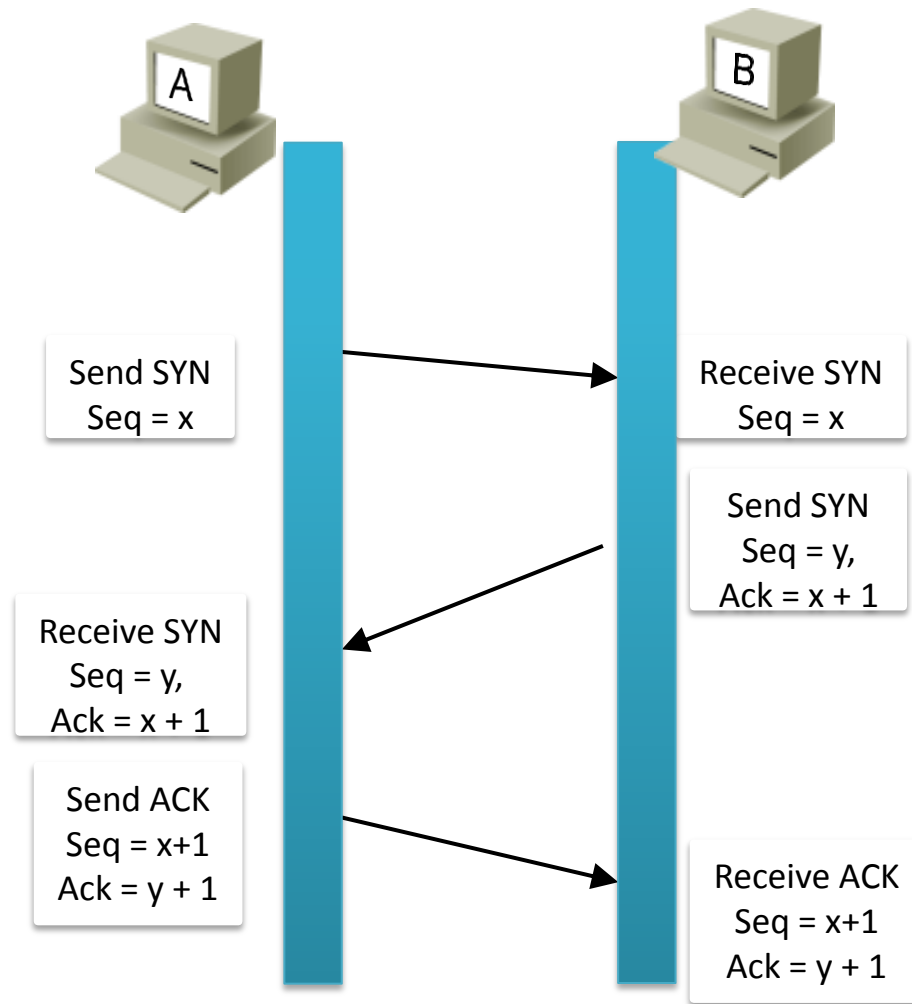 A
B
Send SYN
Seq = x
Receive SYN
Seq = x
Send SYN
Seq = y,
Ack = x + 1
Receive SYN
Seq = y,
Ack = x + 1
Send ACK
Seq = x+1
Ack = y + 1
Receive ACK
Seq = x+1
Ack = y + 1